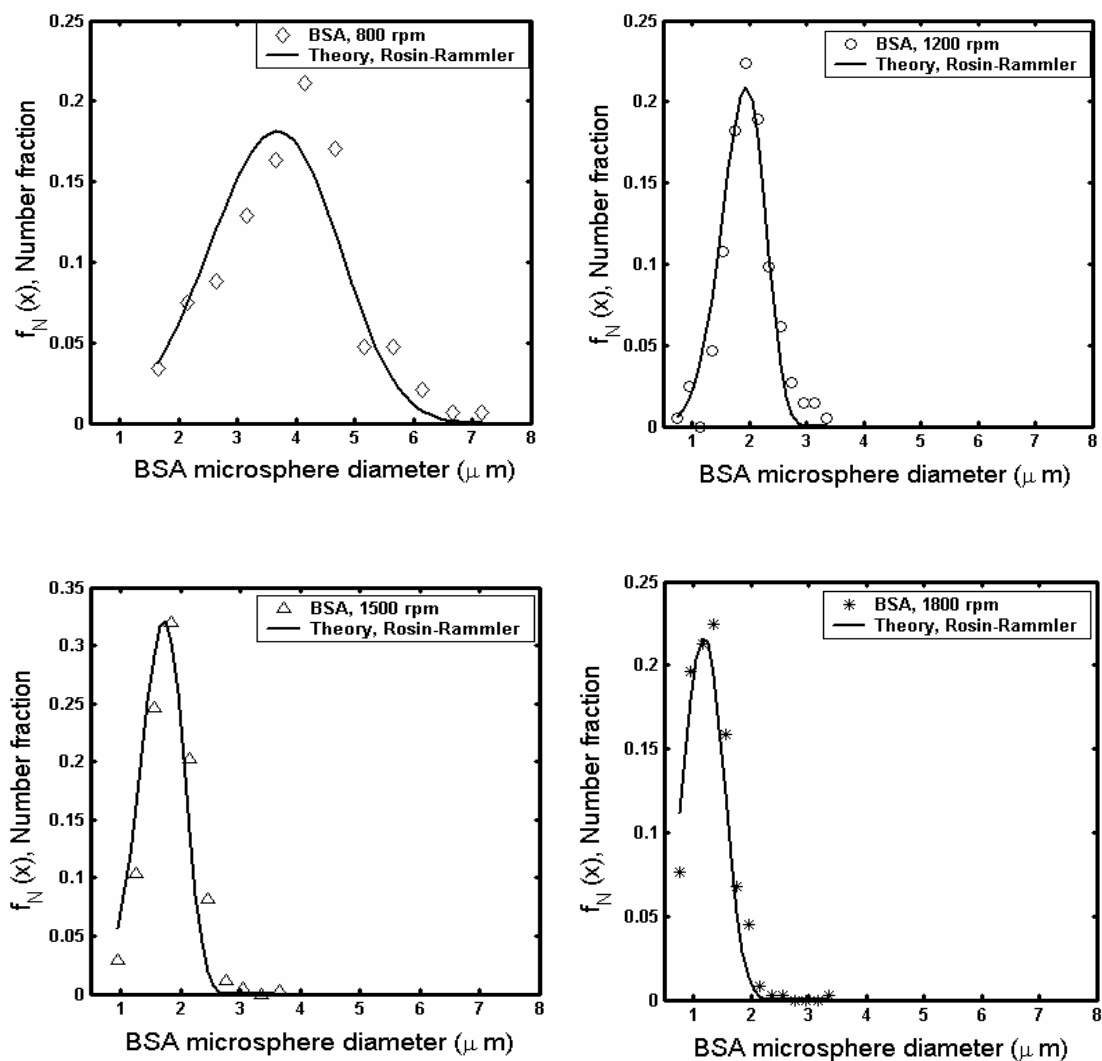 0.25
BSA, 800 rpm
Theory, Rosin-Rammler
0.2
0.15
0.1
0.05
0
f_N (x), Number fraction
1 2 3 4 5 6 7 8
BSA microsphere diameter (μ m)
0.25
BSA, 1200 rpm
Theory, Rosin-Rammler
0.2
0.15
0.1
0.05
0
f_N (x), Number fraction
1 2 3 4 5 6 7 8
BSA microsphere diameter (μ m)
0.35
BSA, 1500 rpm
Theory, Rosin-Rammler
0.3
0.25
0.2
0.15
0.1
0.05
0
f_N (x), Number fraction
1 2 3 4 5 6 7 8
BSA microsphere diameter (μ m)
0.25
BSA, 1800 rpm
Theory, Rosin-Rammler
0.2
0.15
0.1
0.05
0
f_N (x), Number fraction
1 2 3 4 5 6 7 8
BSA microsphere diameter (μ m)